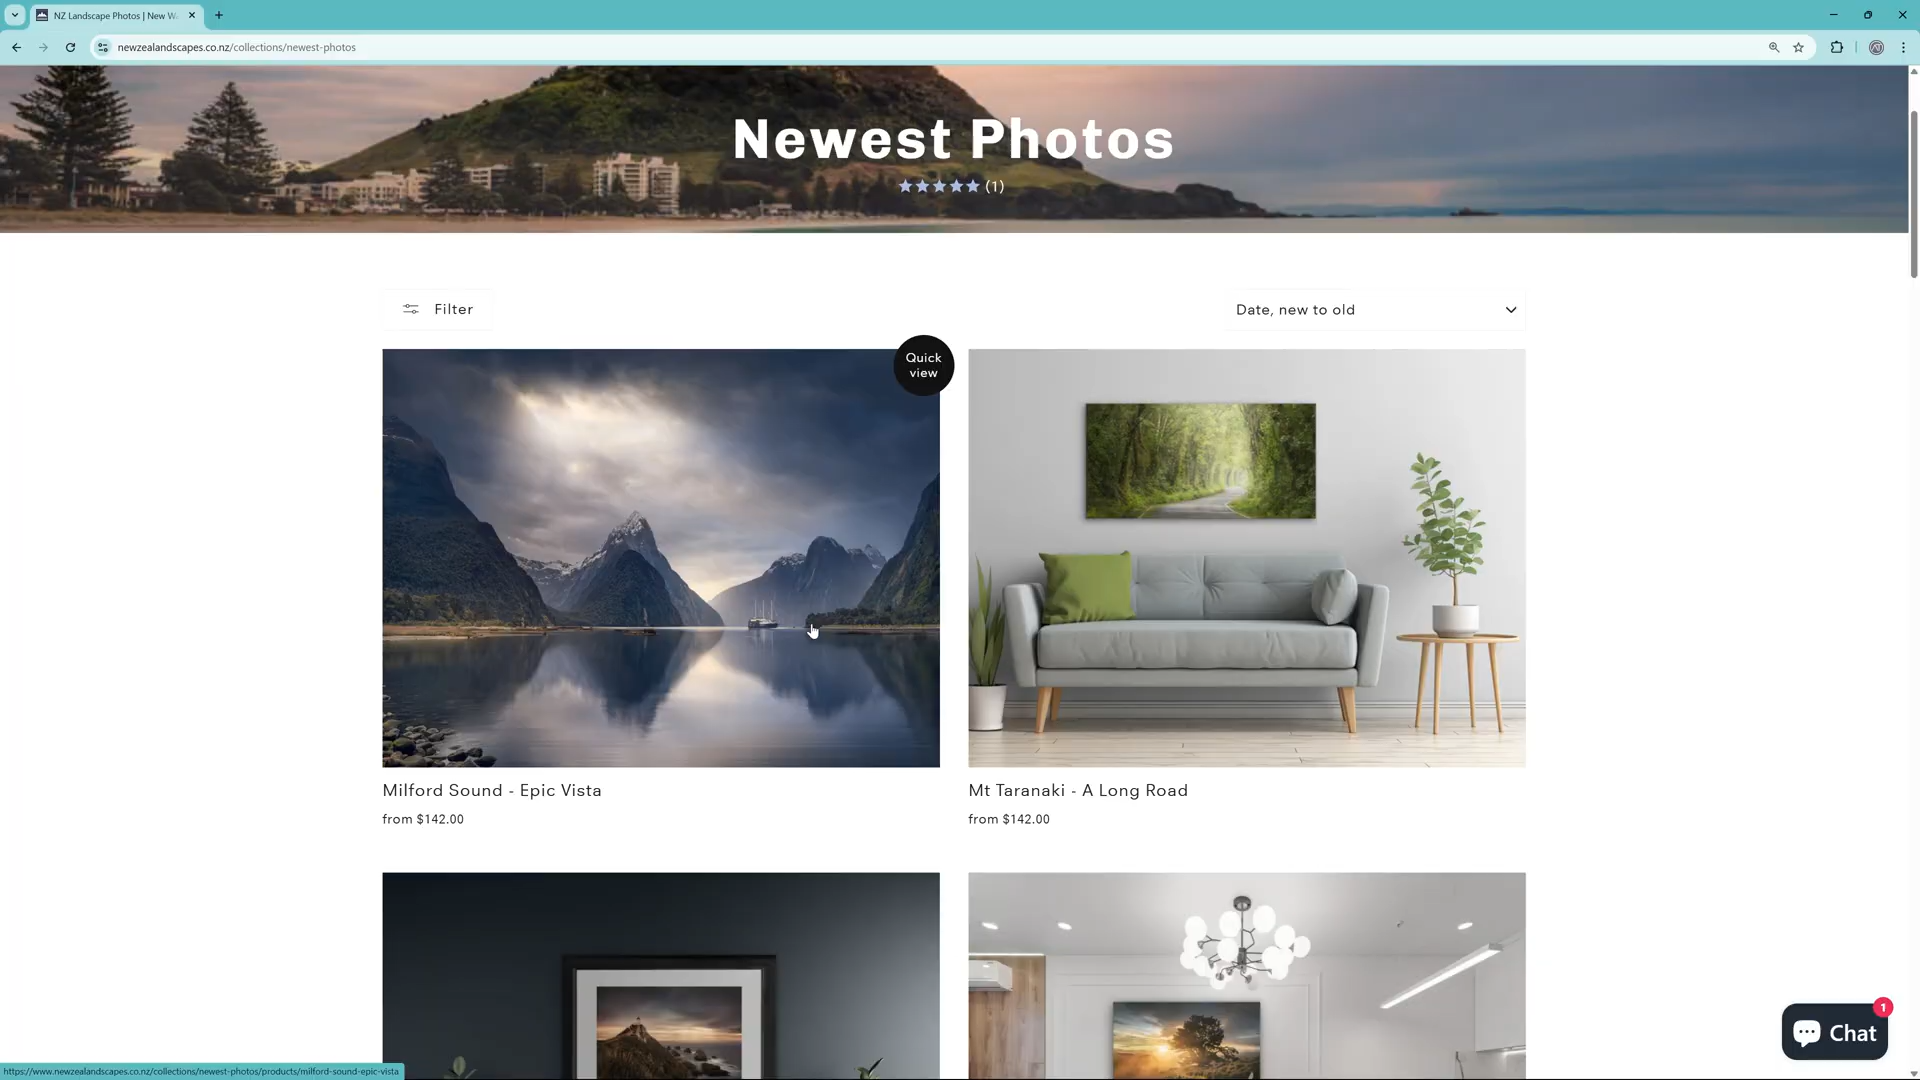 NZ Landscape Photos | New W
newzealandscapes.co.nz/collections/newest-photos
Newest Photos
(1)
Filter
Date, new to old
Quick
view
Milford Sound - Epic Vista
from $142.00
Mt Taranaki - A Long Road
from $142.00
1
Chat
https://www.newzealandscapes.co.nz/collections/newest-photos/products/milford-sound-epic-vista